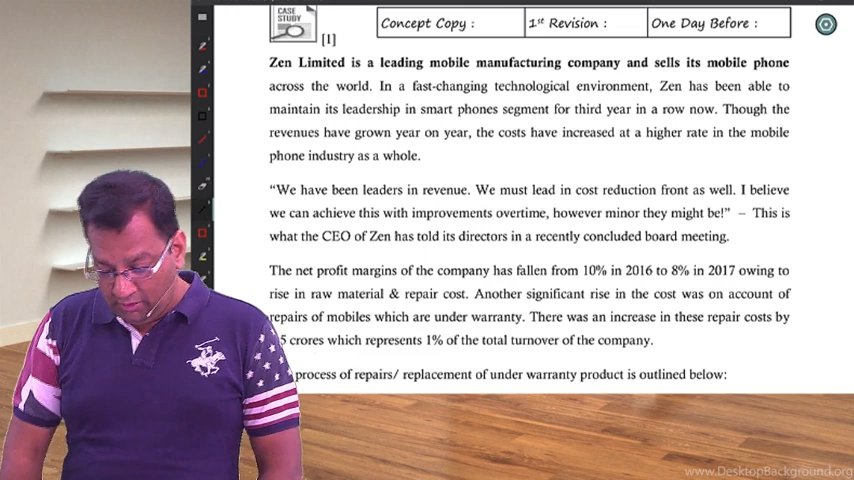 CASE
STUDY
[1]
Concept Copy : 1st Revision : One Day Before :
Zen Limited is a leading mobile manufacturing company and sells its mobile phone
across the world. In a fast-changing technological environment, Zen has been able to
maintain its leadership in smart phones segment for third year in a row now. Though the
revenues have grown year on year, the costs have increased at a higher rate in the mobile
phone industry as a whole.
“We have been leaders in revenue. We must lead in cost reduction front as well. I believe
we can achieve this with improvements overtime, however minor they might be!” – This is
what the CEO of Zen has told its directors in a recently concluded board meeting.
The net profit margins of the company has fallen from 10% in 2016 to 8% in 2017 owing to
rise in raw material & repair cost. Another significant rise in the cost was on account of
repairs of mobiles which are under warranty. There was an increase in these repair costs by
5 crores which represents 1% of the total turnover of the company.
process of repairs/ replacement of under warranty product is outlined below:
www.DesktopBackground.org